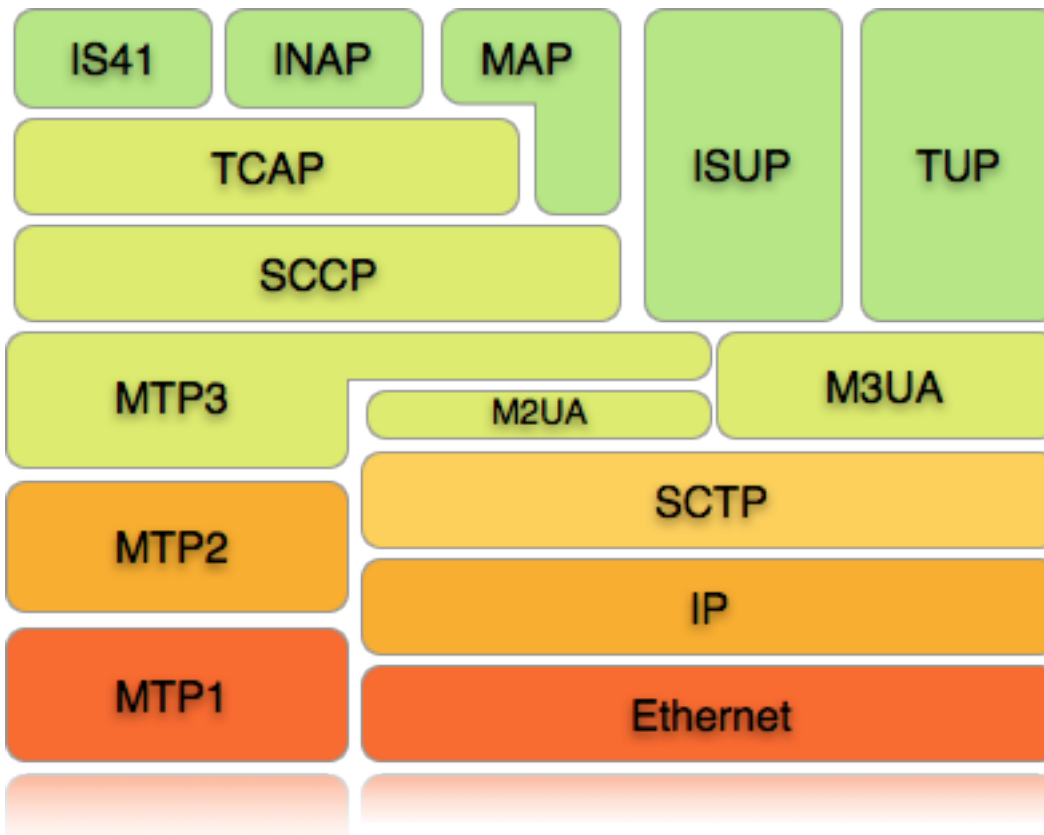 IS41
INAP
MAP
ISUP
TUP
TCAP
SCCP
MTP3
M2UA
M3UA
SCTP
MTP2
IP
MTP1
Ethernet